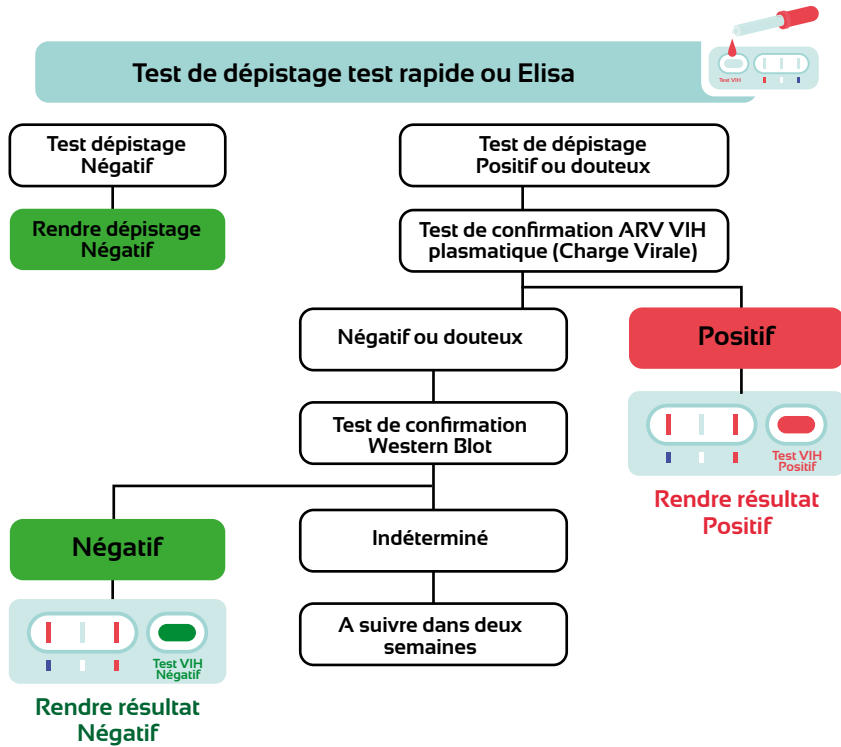 Test de dépistage test rapide ou Elisa
Test VIH
Test dépistage
Négatif
Rendre dépistage
Négatif
Test de dépistage
Positif ou douteux
Test de confirmation ARV VIH
plasmatique (Charge Virale)
Négatif ou douteux
Positif
Test VIH
Positif
Rendre résultat
Positif
Test de confirmation
Western Blot
Négatif
Test VIH
Négatif
Rendre résultat
Négatif
Indéterminé
A suivre dans deux
semaines